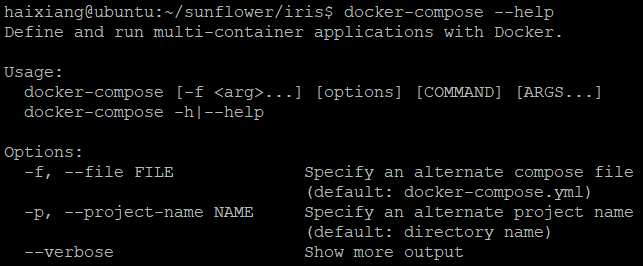 haixiang@ubuntu:~/sunflower/iris$ docker-compose --help
Define and run multi-container applications with Docker.

Usage:
  docker-compose [-f <arg>...] [options] [COMMAND] [ARGS...]
  docker-compose -h|--help

Options:
  -f, --file FILE             Specify an alternate compose file
                              (default: docker-compose.yml)
  -p, --project-name NAME     Specify an alternate project name
                              (default: directory name)
  --verbose                   Show more output